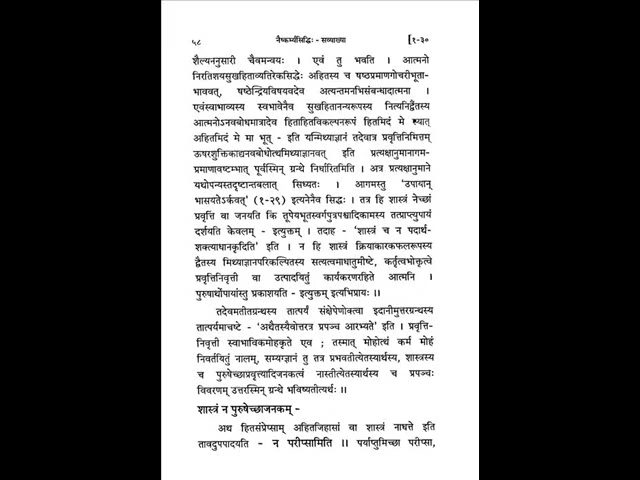 ५८ नैष्कर्म्यसिद्धिः - सव्याख्या [१-३०
शैल्यननुसारी चैवमन्वयः । एवं तु भवति । आत्मनो
निरतिशयसुखहिताव्यतिरेकसिद्धेः अहितस्य च षष्ठप्रमाणगोचरीभूता-
भाववत्, षष्ठेन्द्रियविषयवदेव अत्यन्तमनभिसंबन्धादात्मना ।
एवंस्वाभाव्यस्य स्वभावेनैव सुखहितानन्यरूपस्य नित्यनिर्द्वैतस्य
आत्मनोऽनवबोधमात्रादेव हिताहितविकल्पनरूपं हितमिदं मे स्यात्
अहितमिदं मे मा भूत् - इति यन्मिथ्याज्ञानं तदेवात्र प्रवृत्तिनिमित्तम्
ऊषरशुक्तिकाद्यनवबोधोत्थमिथ्याज्ञानवत् इति प्रत्यक्षानुमानागम-
प्रमाणावष्टम्भात् पूर्वस्मिन् ग्रन्थे निर्धारितमिति । अत्र प्रत्यक्षानुमाने
यथोपन्यस्तदृष्टान्तबलात् सिध्यतः । आगमस्तु 'उपायान्
भासयतेऽर्कवत्' (१-२९) इत्यनेनैव सिद्धः । तत्र हि शास्त्रं नेच्छां
प्रवृत्तिं वा जनयति किं तूपेयभूतस्वर्गपुत्रपश्वादिकामस्य तत्प्राप्त्युपायं
दर्शयति केवलम् - इत्युक्तम् । तदाह - 'शास्त्रं च न पदार्थ-
शक्त्याधानकृदिति' इति । न हि शास्त्रं क्रियाकारकफलरूपस्य
द्वैतस्य मिथ्याज्ञानपरिकल्पितस्य सत्यत्वमाधातुमीष्टे, कर्तृत्वभोक्तृत्वे
प्रवृत्तिनिवृत्ती वा उत्पादयितुं कार्यकरणरहिते आत्मनि ।
पुरुषार्थोपायांस्तु प्रकाशयति - इत्युक्तम् इत्यभिप्रायः ।।
तदेवमतीतग्रन्थस्य तात्पर्यं संक्षेपेणोक्त्वा इदानीमुत्तरग्रन्थस्य
तात्पर्यमाचष्टे - 'अथैतस्यैवोत्तरत्र प्रपञ्च आरभ्यते' इति । प्रवृत्ति-
निवृत्ती स्वाभाविकमोहकृते एव ; तस्मात् मोहोत्थं कर्म मोहं
निवर्तयितुं नालम्, सम्यग्ज्ञानं तु तत्र प्रभवतीत्येतस्यार्थस्य, शास्त्रस्य
च पुरुषेच्छाप्रवृत्त्यादिजनकत्वं नास्तीत्येतस्यार्थस्य च प्रपञ्चः
विवरणम् उत्तरस्मिन् ग्रन्थे भविष्यतीत्यर्थः ।।
शास्त्रं न पुरुषेच्छाजनकम् -
अथ हितसंप्रेप्साम् अहितजिहासां वा शास्त्रं नाधत्ते इति
तावदुपपादयति - न परीप्सामिति ।। पर्याप्तुमिच्छा परीप्सा,